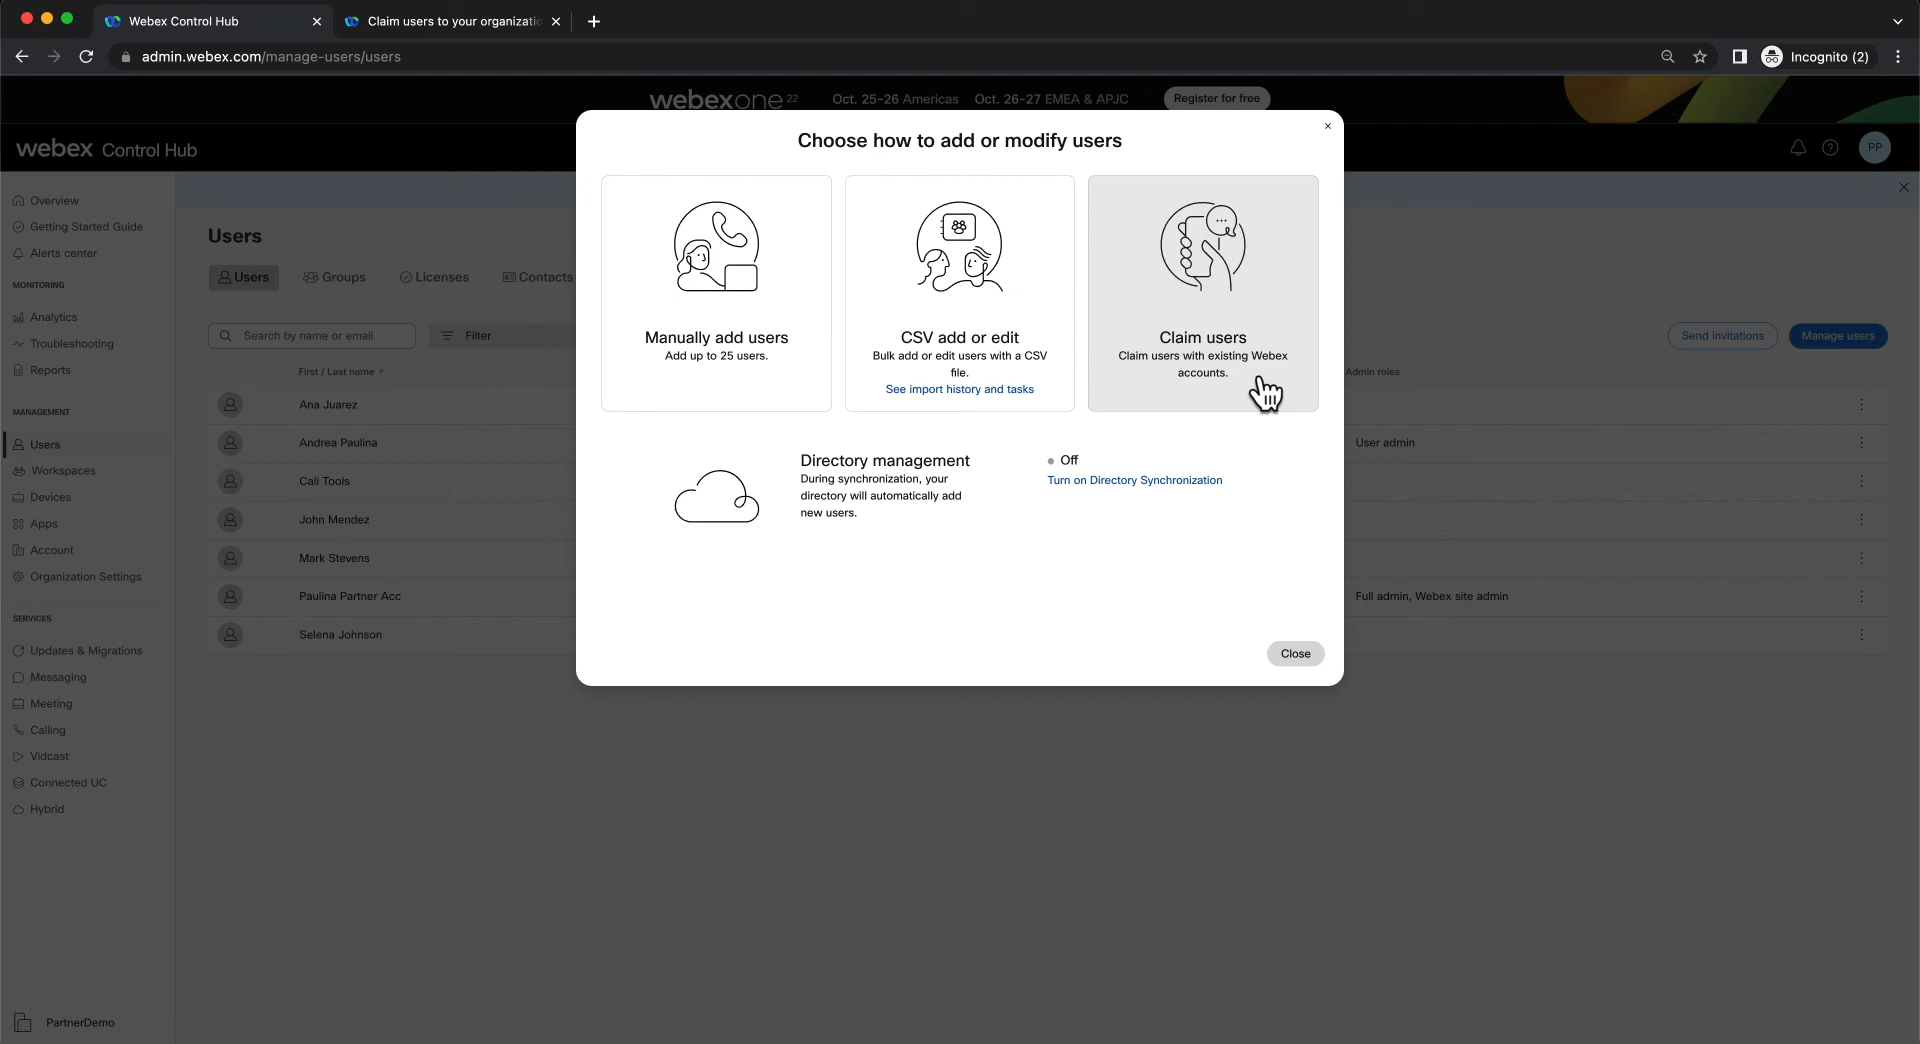 Webex Control Hub
Claim users to your organizatio
admin.webex.com/manage-users/users
Incognito (2)
webexone 22
Oct. 25-26 Americas Oct. 26-27 EMEA & APJC
Register for free
webex Control Hub
PP
Overview
Getting Started Guide
Alerts center
MONITORING
Analytics
Troubleshooting
Reports
MANAGEMENT
Users
Workspaces
Devices
Apps
Account
Organization Settings
SERVICES
Updates & Migrations
Messaging
Meeting
Calling
Vidcast
Connected UC
Hybrid
PartnerDemo
Users
Users Groups Licenses Contacts
Search by name or email
Filter
Send invitations
Manage users
First / Last name
Admin roles
Ana Juarez
Andrea Paulina
User admin
Cali Tools
John Mendez
Mark Stevens
Paulina Partner Acc
Full admin, Webex site admin
Selena Johnson
Choose how to add or modify users
Manually add users
Add up to 25 users.
CSV add or edit
Bulk add or edit users with a CSV
file.
See import history and tasks
Claim users
Claim users with existing Webex
accounts.
Directory management
During synchronization, your
directory will automatically add
new users.
Off
Turn on Directory Synchronization
Close